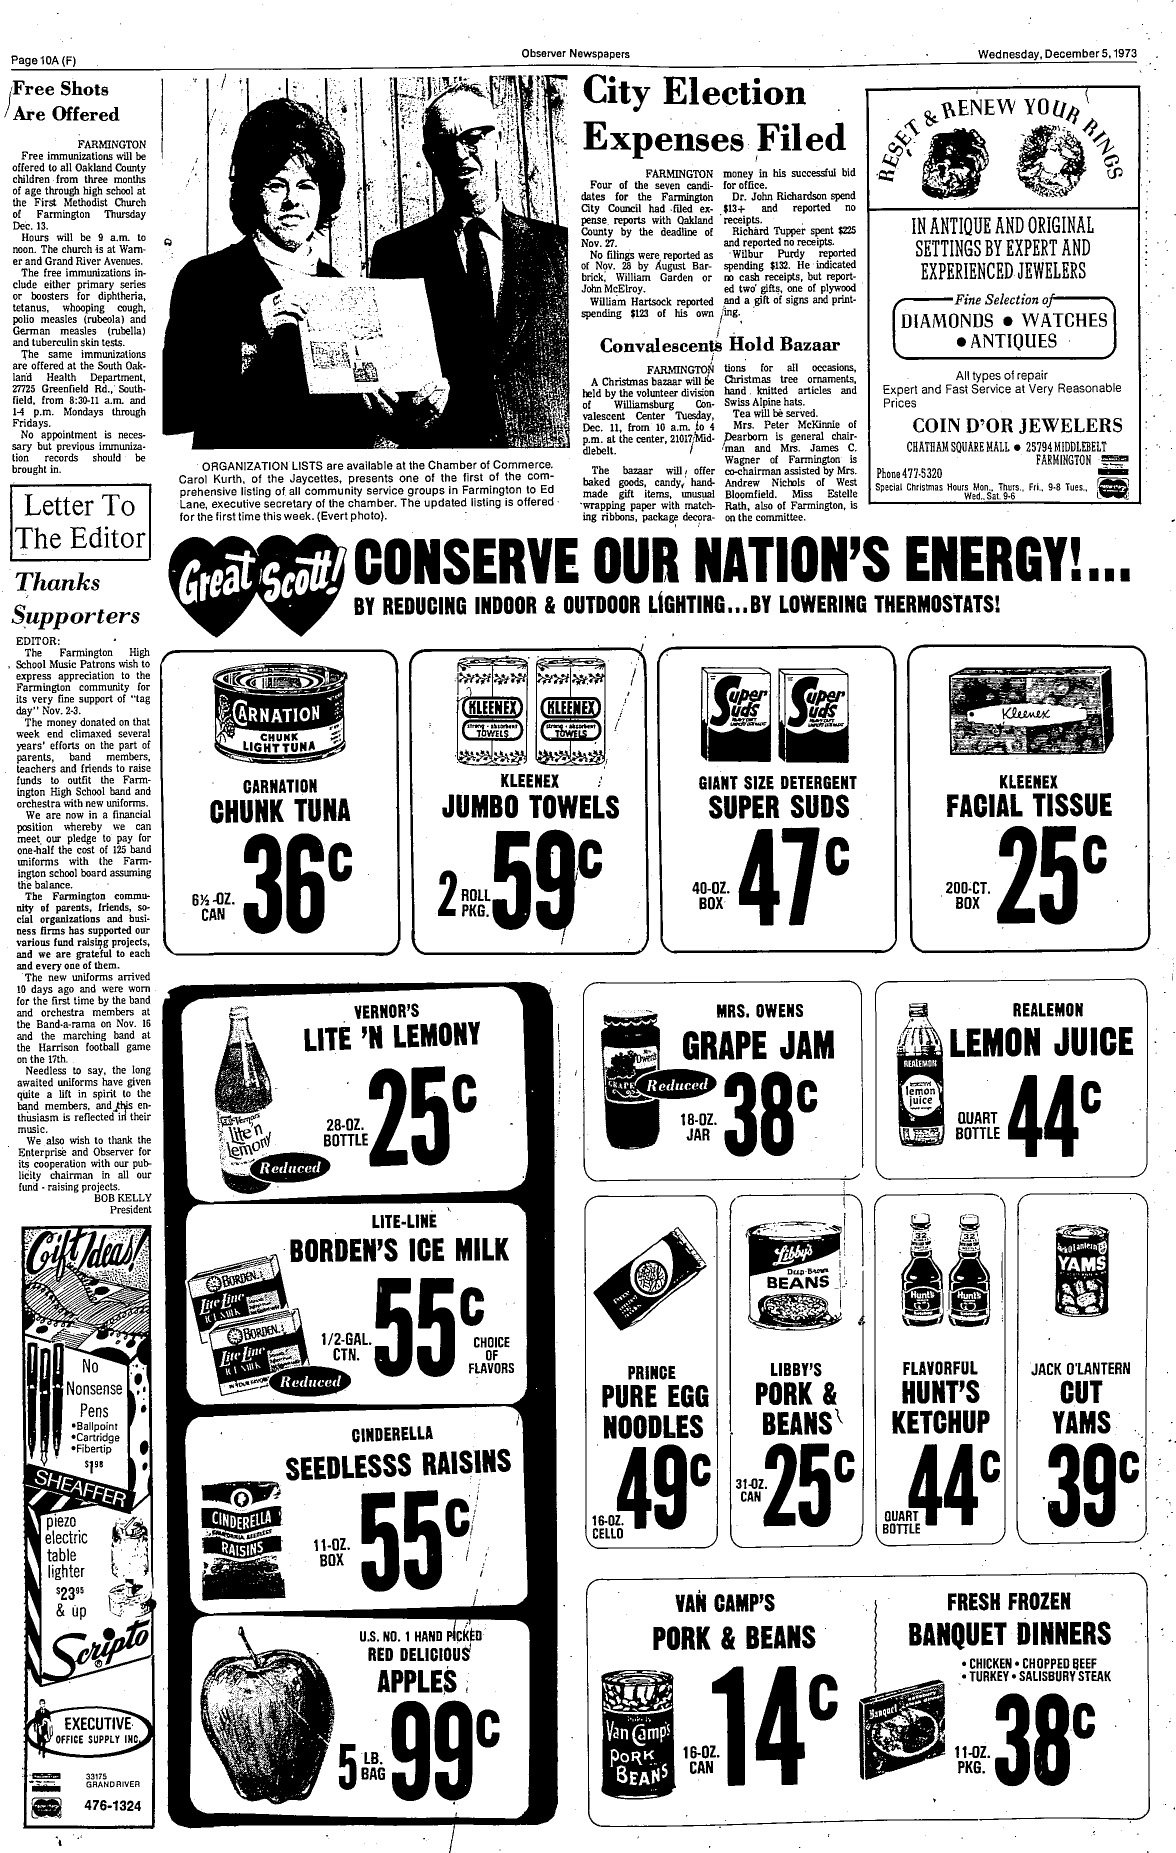 Page 10A (F)
Observer Newspapers
Wednesday, December 5, 1973
Free Shots
Are Offered
FARMINGTON
Free immunizations will be
offered to all Oakland County
children from three months
of age through high school at
the First Methodist Church
of Farmington Thursday
Dec. 13.
Hours will be 9 a.m. to
noon. The church is at Warn-
er and Grand River Avenues.
The free immunizations in-
clude either primary series
or boosters for diphtheria,
tetanus, whooping cough,
polio measles (rubeola) and
German measles (rubella)
and tuberculin skin tests.
The same immunizations
are offered at the South Oak-
land Health Department,
27725 Greenfield Rd., South-
field, from 8:30-11 a.m. and
1-4 p.m. Mondays through
Fridays.
No appointment is neces-
sary but previous immuniza-
tion records should be
brought in.
Letter To
The Editor
Thanks
Supporters
EDITOR:
The Farmington High
School Music Patrons wish to
express appreciation to the
Farmington community for
its very fine support of "tag
day" Nov. 2-3.
The money donated on that
week end climaxed several
years' efforts on the part of
parents, band members,
teachers and friends to raise
funds to outfit the Farm-
ington High School band and
orchestra with new uniforms.
We are now in a financial
position whereby we can
meet our pledge to pay for
one-half the cost of 125 band
uniforms with the Farm-
ington school board assuming
the balance.
The Farmington commu-
nity of parents, friends, so-
cial organizations and busi-
ness firms has supported our
various fund raising projects,
and we are grateful to each
and every one of them.
The new uniforms arrived
10 days ago and were worn
for the first time by the band
and orchestra members at
the Band-a-rama on Nov. 16
and the marching band at
the Harrison football game
on the 17th.
Needless to say, the long
awaited uniforms have given
quite a lift in spirit to the
band members, and this en-
thusiasm is reflected in their
music.
We also wish to thank the
Enterprise and Observer for
its cooperation with our pub-
licity chairman in all our
fund - raising projects.
BOB KELLY
President
Gift Ideas!
No
Nonsense
Pens
•Ballpoint
•Cartridge
•Fibertip
$1.98
SHEAFFER
piezo
electric
table
lighter
$23.95
& up
Scripto
EXECUTIVE
OFFICE SUPPLY INC.
33175
GRAND RIVER
476-1324
ORGANIZATION LISTS are available at the Chamber of Commerce.
Carol Kurth, of the Jaycettes, presents one of the first of the com-
prehensive listing of all community service groups in Farmington to Ed
Lane, executive secretary of the chamber. The updated listing is offered
for the first time this week. (Evert photo).
City Election
Expenses Filed
FARMINGTON
Four of the seven candi-
dates for the Farmington
City Council had filed ex-
pense reports with Oakland
County by the deadline of
Nov. 27.
No filings were reported as
of Nov. 28 by August Bar-
brick, William Garden or
John McElroy.
William Hartsock reported
spending $123 of his own
money in his successful bid
for office.
Dr. John Richardson spend
$13+ and reported no
receipts.
Richard Tupper spent $225
and reported no receipts.
Wilbur Purdy reported
spending $132. He indicated
no cash receipts, but report-
ed two gifts, one of plywood
and a gift of signs and print-
ing.
Convalescents Hold Bazaar
FARMINGTON
A Christmas bazaar will be
held by the volunteer division
of Williamsburg Con-
valescent Center Tuesday,
Dec. 11, from 10 a.m. to 4
p.m. at the center, 21017 Mid-
dlebelt.
The bazaar will offer
baked goods, candy, hand-
made gift items, unusual
wrapping paper with match-
ing ribbons, package decora-
tions for all occasions,
Christmas tree ornaments,
hand knitted articles and
Swiss Alpine hats.
Tea will be served.
Mrs. Peter McKinnie of
Dearborn is general chair-
man and Mrs. James C.
Wagner of Farmington is
co-chairman assisted by Mrs.
Andrew Nichols of West
Bloomfield. Miss Estelle
Rath, also of Farmington, is
on the committee.
RESET & RENEW YOUR RINGS
IN ANTIQUE AND ORIGINAL
SETTINGS BY EXPERT AND
EXPERIENCED JEWELERS
Fine Selection of
DIAMONDS • WATCHES
• ANTIQUES
All types of repair
Expert and Fast Service at Very Reasonable
Prices
COIN D'OR JEWELERS
CHATHAM SQUARE MALL • 25794 MIDDLEBELT
FARMINGTON
Phone 477-5320
Special Christmas Hours Mon., Thurs., Fri., 9-8 Tues.,
Wed., Sat. 9-6
Great Scott!
CONSERVE OUR NATION'S ENERGY!...
BY REDUCING INDOOR & OUTDOOR LIGHTING...BY LOWERING THERMOSTATS!
CARNATION
CHUNK
LIGHT TUNA
CARNATION
CHUNK TUNA
6½-OZ.
CAN
36c
KLEENEX
strong - absorbent
TOWELS
KLEENEX
strong - absorbent
TOWELS
KLEENEX
JUMBO TOWELS
2 ROLL
PKG.
59c
Super
Suds
Super
Suds
GIANT SIZE DETERGENT
SUPER SUDS
40-OZ.
BOX
47c
Kleenex
KLEENEX
FACIAL TISSUE
200-CT.
BOX
25c
VERNOR'S
LITE 'N LEMONY
28-OZ.
BOTTLE
25c
Vernors
Lite'n
lemony
Reduced
LITE-LINE
BORDEN'S ICE MILK
BORDEN
Lite Line
ICE MILK
BORDEN
Lite Line
ICE MILK
1/2-GAL.
CTN.
55c
CHOICE
OF
FLAVORS
Reduced
CINDERELLA
SEEDLESSS RAISINS
CINDERELLA
RAISINS
11-OZ.
BOX
55c
U.S. NO. 1 HAND PICKED
RED DELICIOUS
APPLES
5 LB.
BAG
99c
MRS. OWENS
GRAPE JAM
Owens
GRAPE
Reduced
18-OZ.
JAR
38c
REALEMON
LEMON JUICE
REALEMON
lemon
juice
QUART
BOTTLE
44c
PRINCE
PURE EGG
NOODLES
16-OZ.
CELLO
49c
Libby's
Deep-Brown
BEANS
LIBBY'S
PORK &
BEANS
31-OZ.
CAN
25c
32
Hunt's
32
Hunt's
FLAVORFUL
HUNT'S
KETCHUP
QUART
BOTTLE
44c
YAMS
JACK O'LANTERN
CUT
YAMS
39c
VAN CAMP'S
PORK & BEANS
Van Camp's
PORK
BEANS
16-OZ.
CAN
14c
FRESH FROZEN
BANQUET DINNERS
• CHICKEN • CHOPPED BEEF
• TURKEY • SALISBURY STEAK
Banquet
11-OZ.
PKG.
38c